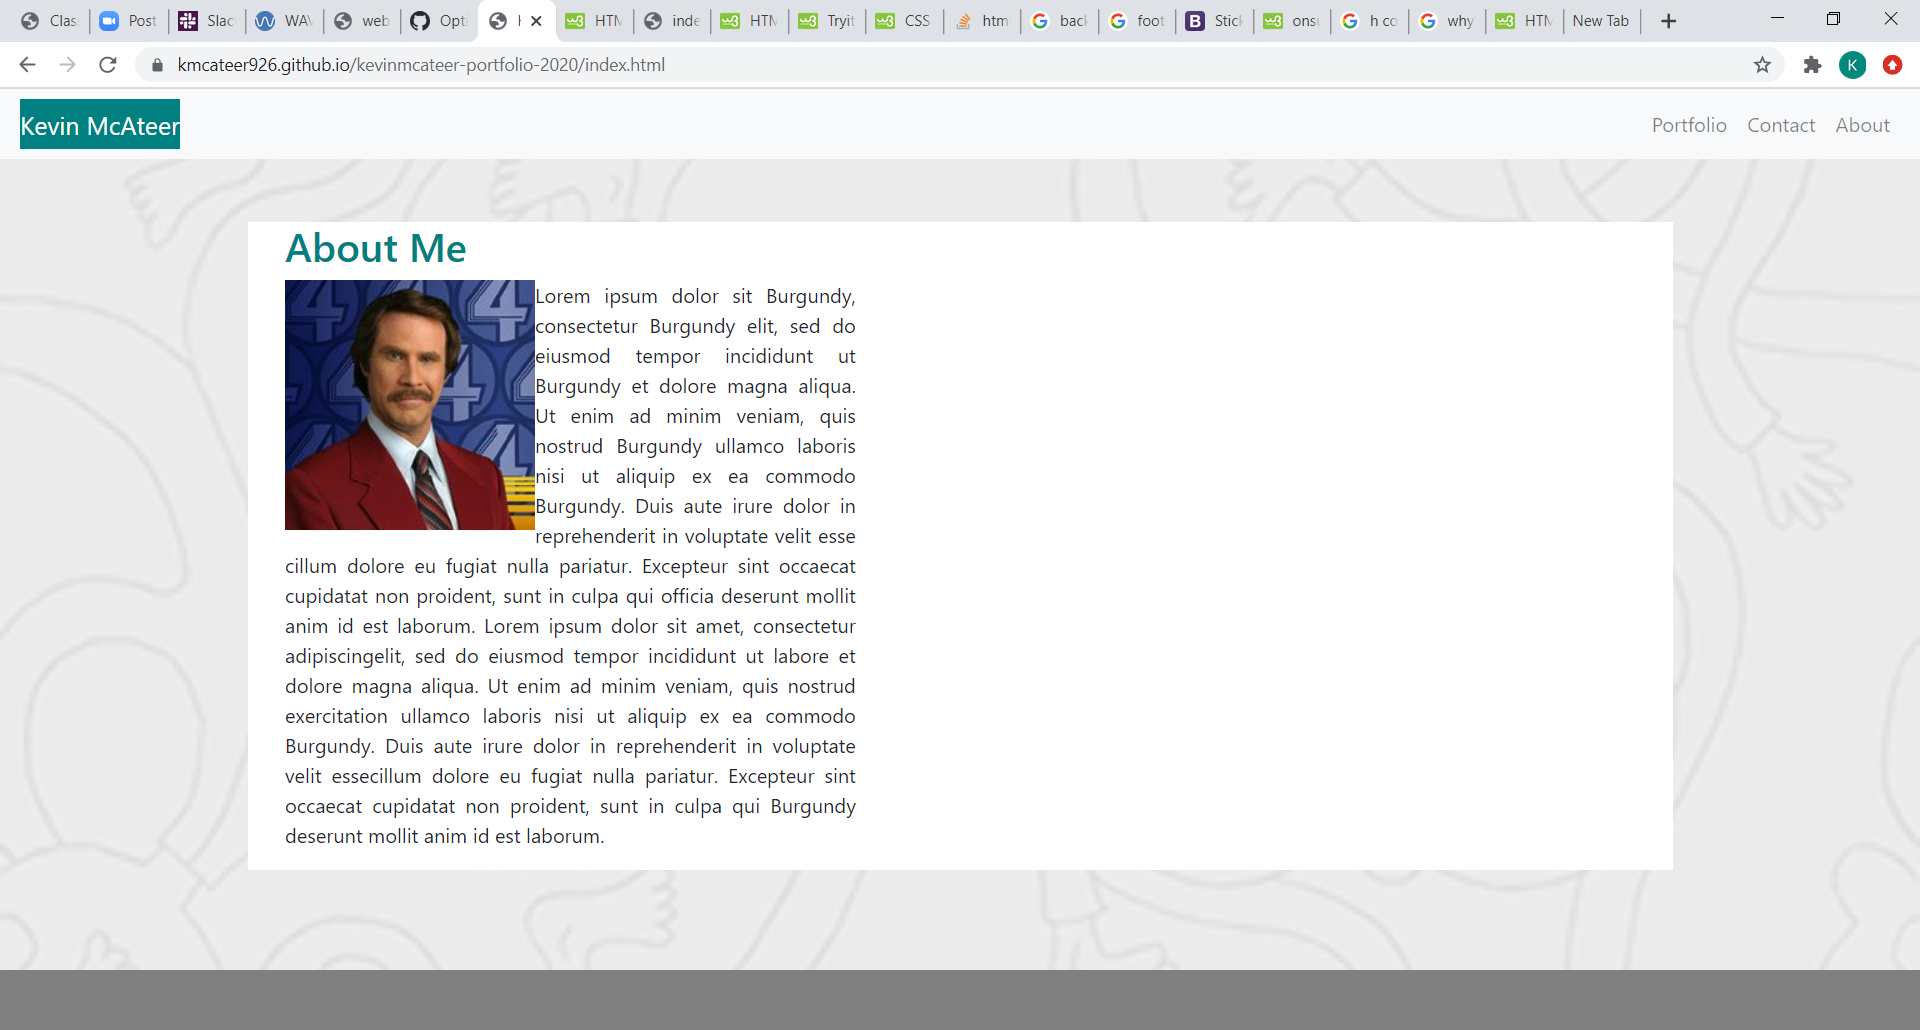 Clas Post Slac WAV web Opti H HTM inde HTM Tryit CSS htm back foot Stick onsu h co why HTM New Tab
kmcateer926.github.io/kevinmcateer-portfolio-2020/index.html K
Kevin McAteer Portfolio Contact About
About Me
Lorem ipsum dolor sit Burgundy,
consectetur Burgundy elit, sed do
eiusmod tempor incididunt ut
Burgundy et dolore magna aliqua.
Ut enim ad minim veniam, quis
nostrud Burgundy ullamco laboris
nisi ut aliquip ex ea commodo
Burgundy. Duis aute irure dolor in
reprehenderit in voluptate velit esse
cillum dolore eu fugiat nulla pariatur. Excepteur sint occaecat
cupidatat non proident, sunt in culpa qui officia deserunt mollit
anim id est laborum. Lorem ipsum dolor sit amet, consectetur
adipiscingelit, sed do eiusmod tempor incididunt ut labore et
dolore magna aliqua. Ut enim ad minim veniam, quis nostrud
exercitation ullamco laboris nisi ut aliquip ex ea commodo
Burgundy. Duis aute irure dolor in reprehenderit in voluptate
velit essecillum dolore eu fugiat nulla pariatur. Excepteur sint
occaecat cupidatat non proident, sunt in culpa qui Burgundy
deserunt mollit anim id est laborum.